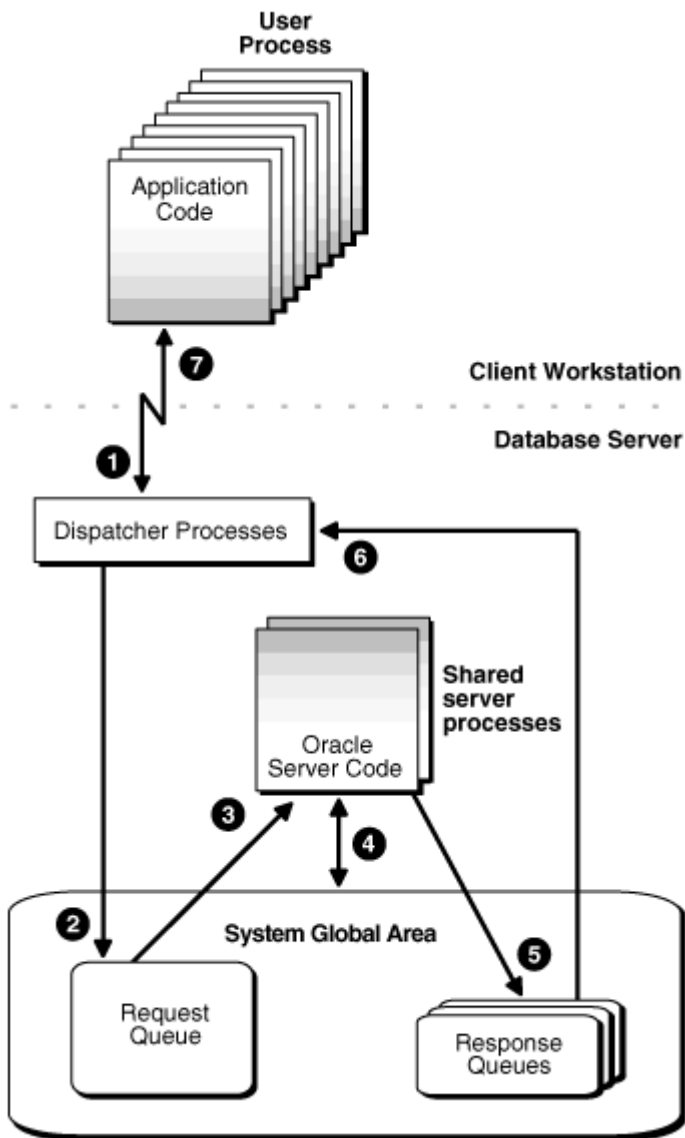 User
Process
Application
Code
7
Client Workstation
Database Server
1
Dispatcher Processes
6
Shared
server
processes
Oracle
Server Code
3
4
2
System Global Area
5
Request
Queue
Response
Queues